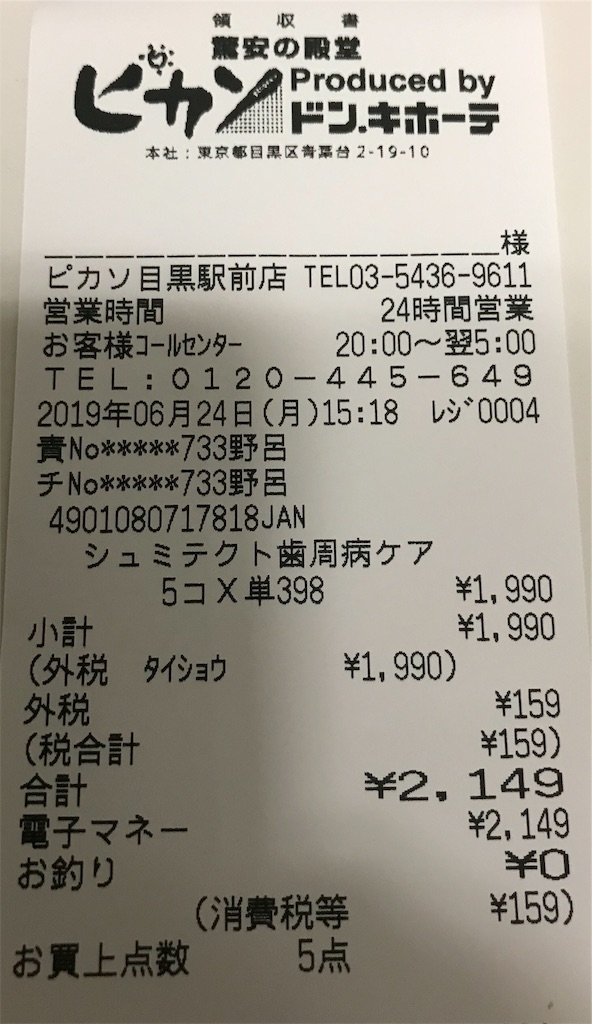 領収書
驚安の殿堂
ピカソ Produced by
ドン.キホーテ
本社:東京都目黒区青葉台2-19-10
様
ピカソ目黒駅前店 TEL03-5436-9611
営業時間 24時間営業
お客様ｺｰﾙｾﾝﾀｰ 20:00～翌5:00
ＴＥＬ：０１２０－４４５－６４９
2019年06月24日(月)15:18 ﾚｼﾞ0004
責No*****733野呂
チNo*****733野呂
4901080717818JAN
シュミテクト歯周病ケア
5コX単398 ¥1,990
小計 ¥1,990
(外税 ﾀｲｼｮｳ ¥1,990)
外税 ¥159
(税合計 ¥159)
合計 ¥2,149
電子マネー ¥2,149
お釣り ¥0
(消費税等 ¥159)
お買上点数 5点